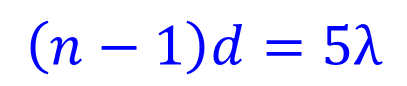 (n − 1)d = 5λ